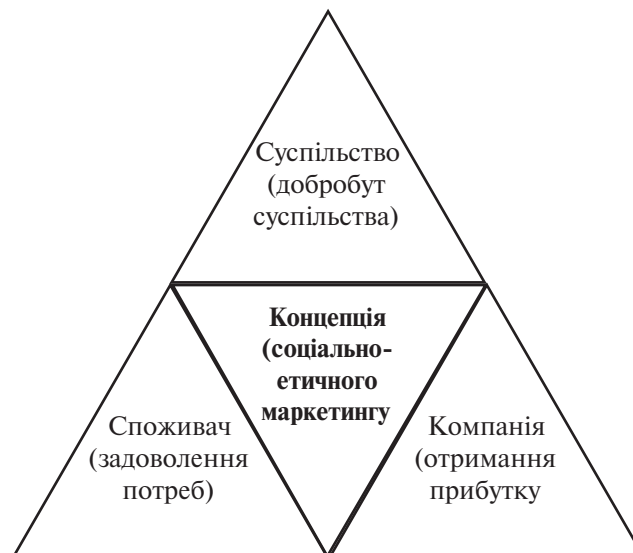 Суспільство
(добробут
суспільства)
Концепція
(соціально-
етичного
маркетингу
Споживач
(задоволення
потреб)
Компанія
(отримання
прибутку